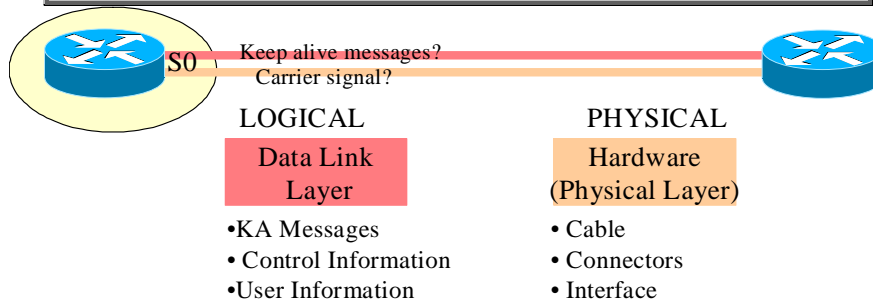 S0
Keep alive messages?
Carrier signal?
LOGICAL
Data Link
Layer
•KA Messages
• Control Information
•User Information
PHYSICAL
Hardware
(Physical Layer)
• Cable
• Connectors
• Interface